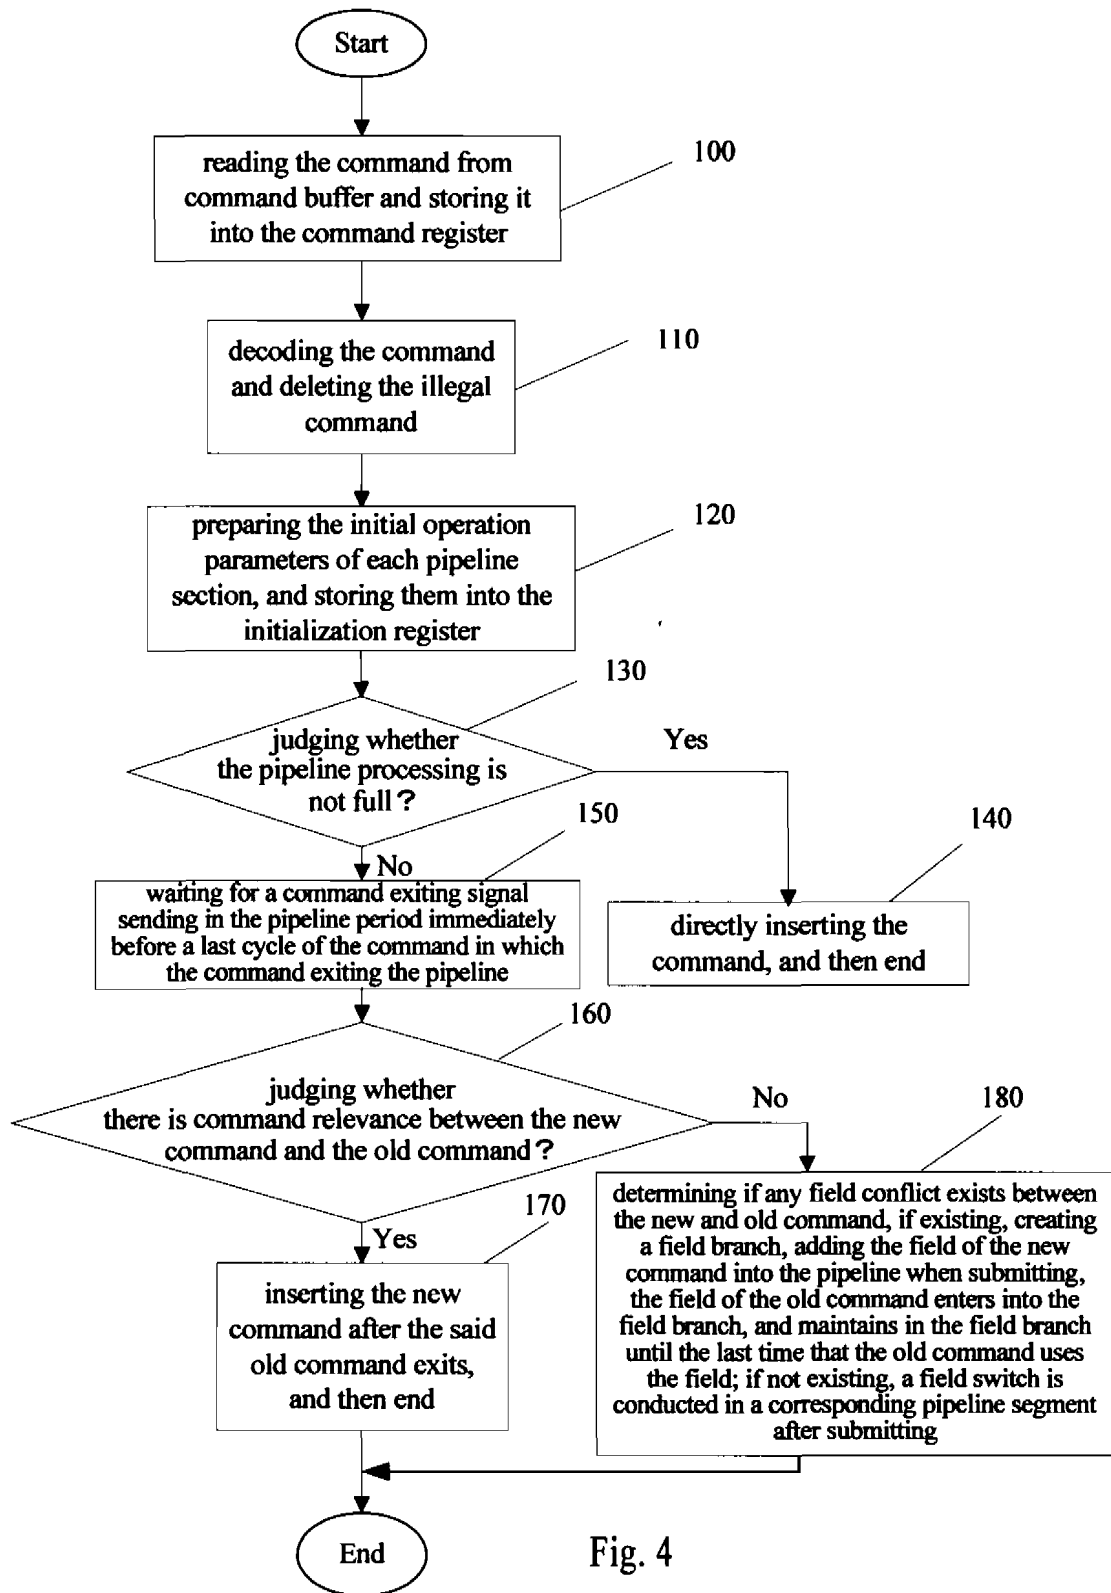 Start
reading the command from
command buffer and storing it
into the command register
100
decoding the command
and deleting the illegal
command
110
preparing the initial operation
parameters of each pipeline
section, and storing them into the
initialization register
120
130
judging whether
the pipeline processing is
not full?
Yes
No
150
waiting for a command exiting signal
sending in the pipeline period immediately
before a last cycle of the command in which
the command exiting the pipeline
140
directly inserting the
command, and then end
160
judging whether
there is command relevance between the new
command and the old command?
No
Yes
170
inserting the new
command after the said
old command exits,
and then end
180
determining if any field conflict exists between
the new and old command, if existing, creating
a field branch, adding the field of the new
command into the pipeline when submitting,
the field of the old command enters into the
field branch, and maintains in the field branch
until the last time that the old command uses
the field; if not existing, a field switch is
conducted in a corresponding pipeline segment
after submitting
End
Fig. 4